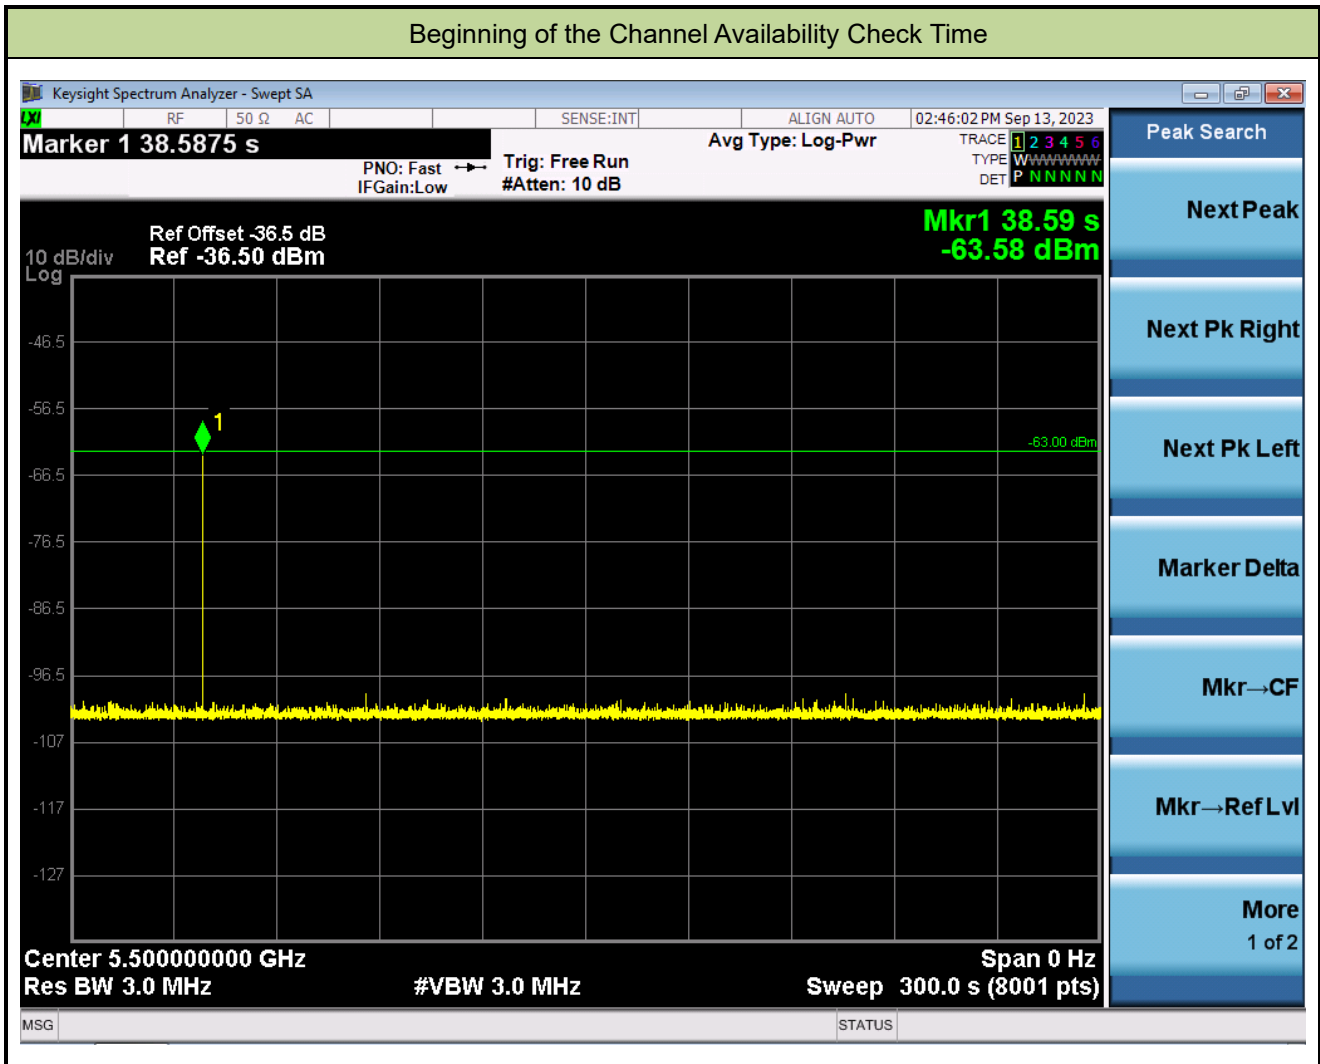 Beginning of the Channel Availability Check Time
Keysight Spectrum Analyzer - Swept SA
LXI RF 50 Ω AC SENSE:INT ALIGN AUTO 02:46:02 PM Sep 13, 2023
Marker 1 38.5875 s
PNO: Fast
IFGain:Low
Trig: Free Run
#Atten: 10 dB
Avg Type: Log-Pwr
TRACE 1 2 3 4 5 6
TYPE WWWWWW
DET P N N N N N
Peak Search
Next Peak
Next Pk Right
Next Pk Left
Marker Delta
Mkr→CF
Mkr→Ref Lvl
More
1 of 2
Mkr1 38.59 s
-63.58 dBm
Ref Offset -36.5 dB
10 dB/div Ref -36.50 dBm
Log
-46.5
-56.5
1
-63.00 dBm
-66.5
-76.5
-86.5
-96.5
-107
-117
-127
Center 5.500000000 GHz Span 0 Hz
Res BW 3.0 MHz #VBW 3.0 MHz Sweep 300.0 s (8001 pts)
MSG STATUS